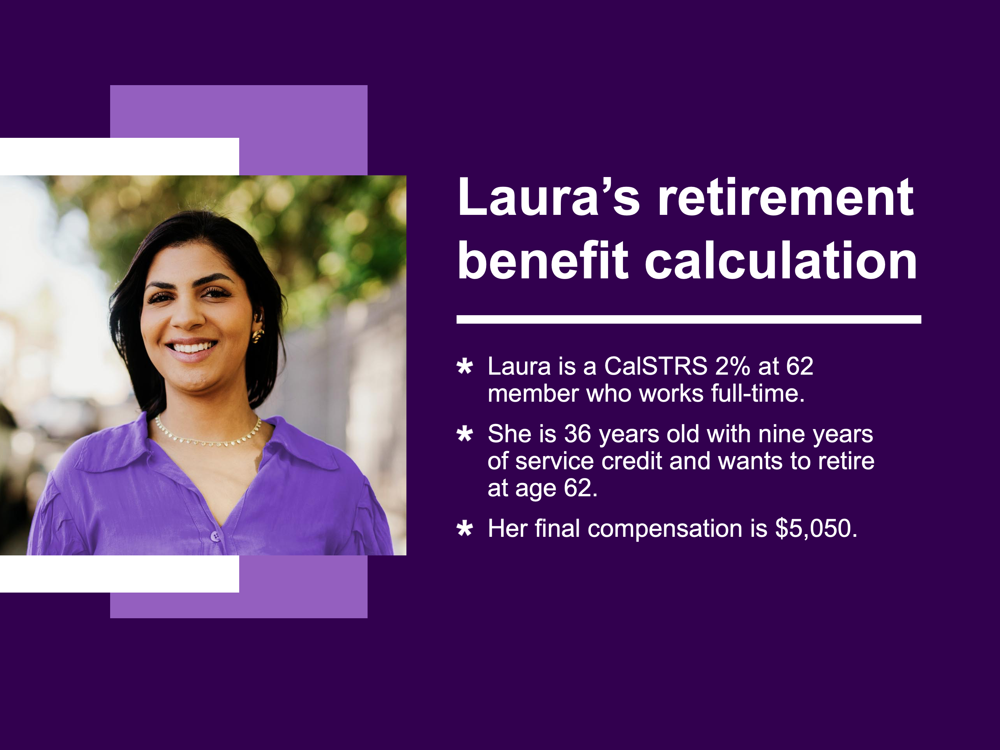 Laura’s retirement
benefit calculation
* Laura is a CalSTRS 2% at 62
member who works full-time.
* She is 36 years old with nine years
of service credit and wants to retire
at age 62.
* Her final compensation is $5,050.